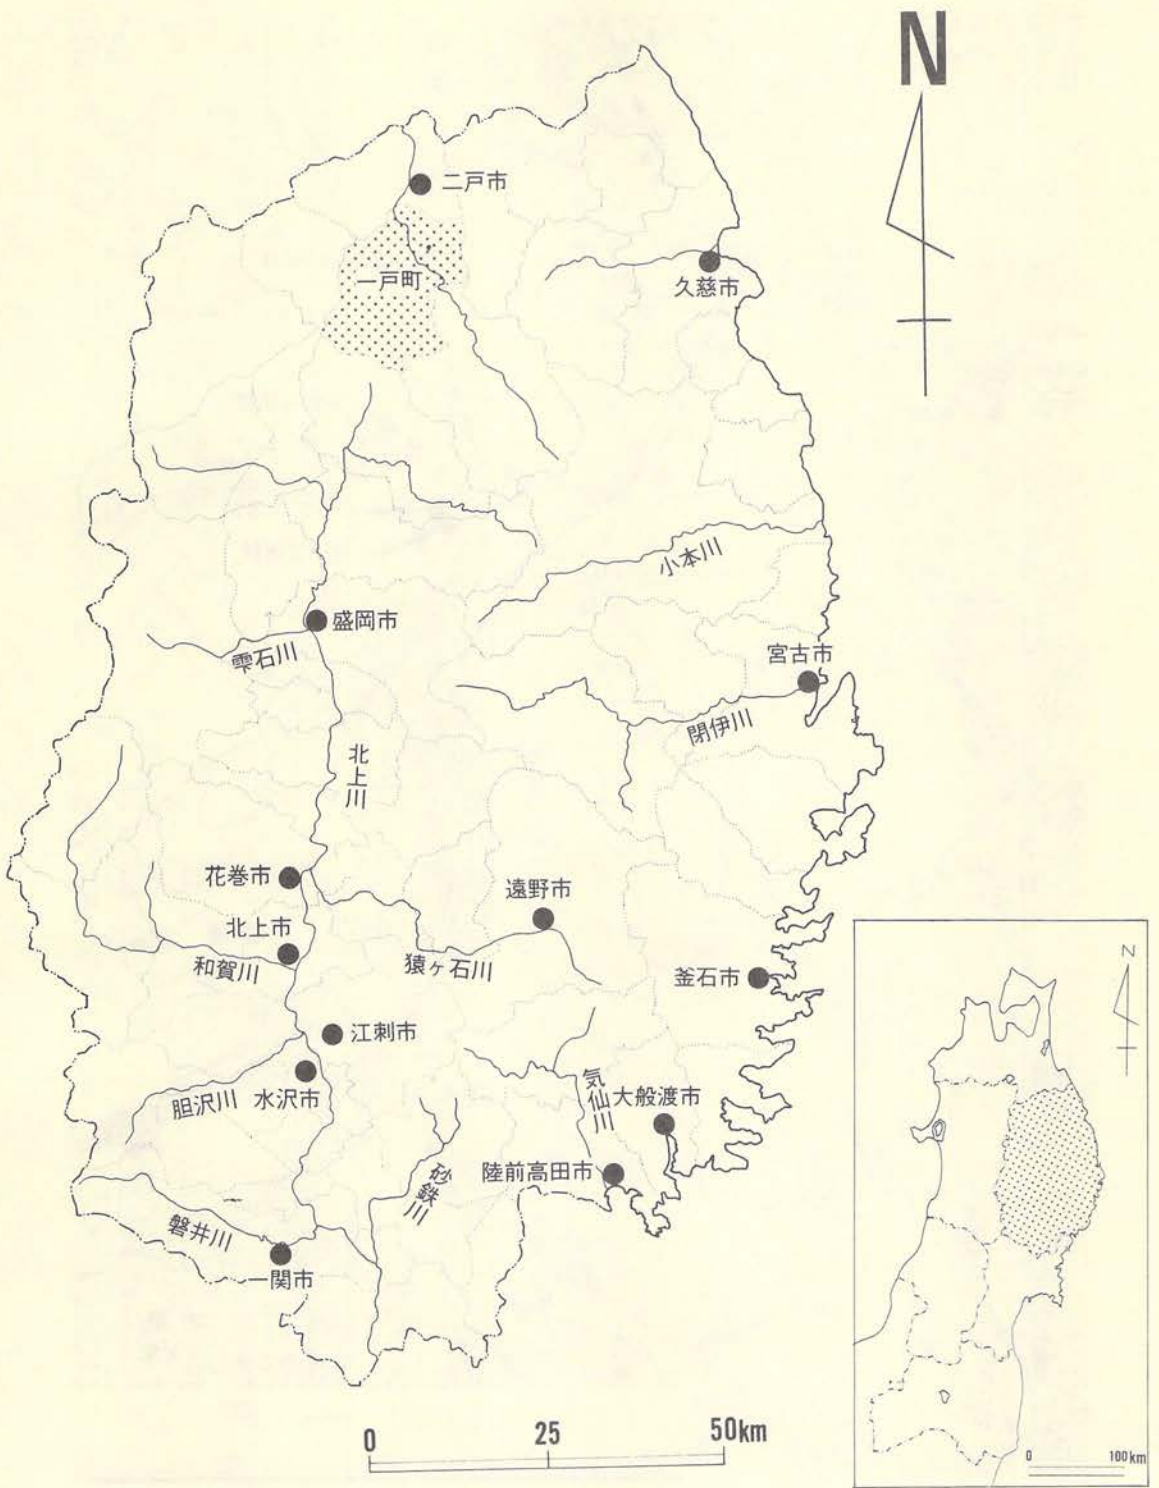 N
二戸市
一戸町
久慈市
小本川
盛岡市
雫石川
宮古市
閉伊川
北上川
花巻市
遠野市
北上市
和賀川
猿ヶ石川
釜石市
江刺市
胆沢川
水沢市
気仙川
大般渡市
陸前高田市
砂鉄川
磐井川
一関市
0 25 50km
N
0 100km